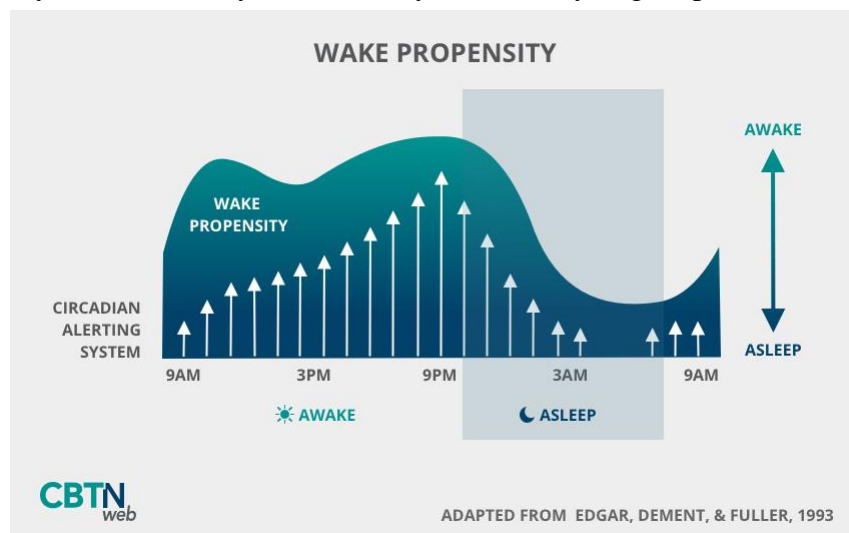 WAKE PROPENSITY
AWAKE
WAKE
PROPENSITY
CIRCADIAN
ALERTING
SYSTEM
ASLEEP
9AM 3PM 9PM 3AM 9AM
AWAKE ASLEEP
CBTN
web
ADAPTED FROM EDGAR, DEMENT, & FULLER, 1993